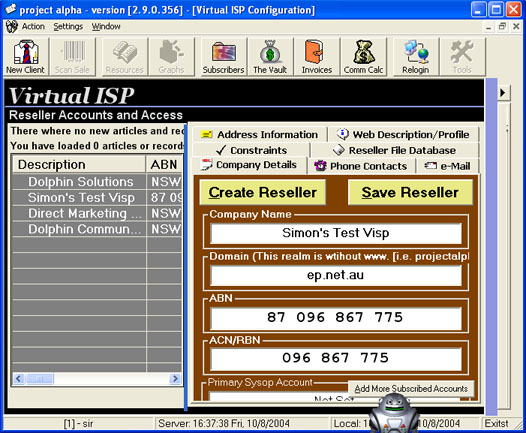 project alpha - version [2.9.0.356] - [Virtual ISP Configuration]
Action Settings Window
New Client Scan Sale Resources Graphs Subscribers The Vault Invoices Comm Calc Relogin Tools
Virtual ISP
Reseller Accounts and Access
There where no new articles and rec
You have loaded 0 articles or record
Description ABN
Dolphin Solutions NSW
Simon's Test Visp 87 09
Direct Marketing ... NSW
Dolphin Commun... NSW
Address Information Web Description/Profile
Constraints Reseller File Database
Company Details Phone Contacts e-Mail
Create Reseller Save Reseller
Company Name
Simon's Test Visp
Domain (This realm is wtihout www. [i.e. projectalp
ep.net.au
ABN
87 096 867 775
ACN/RBN
096 867 775
Primary Sysop Account
Not Set
Add More Subscribed Accounts
[1] - sir Server: 16:37:38 Fri, 10/8/2004 Local: 1 10/8/2004 Exitst